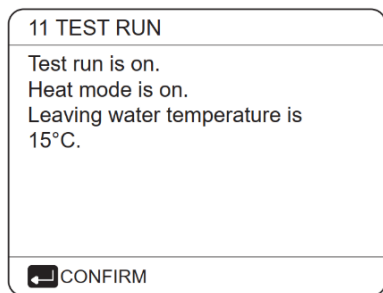 11 TEST RUN
Test run is on.
Heat mode is on.
Leaving water temperature is
15°C.
CONFIRM